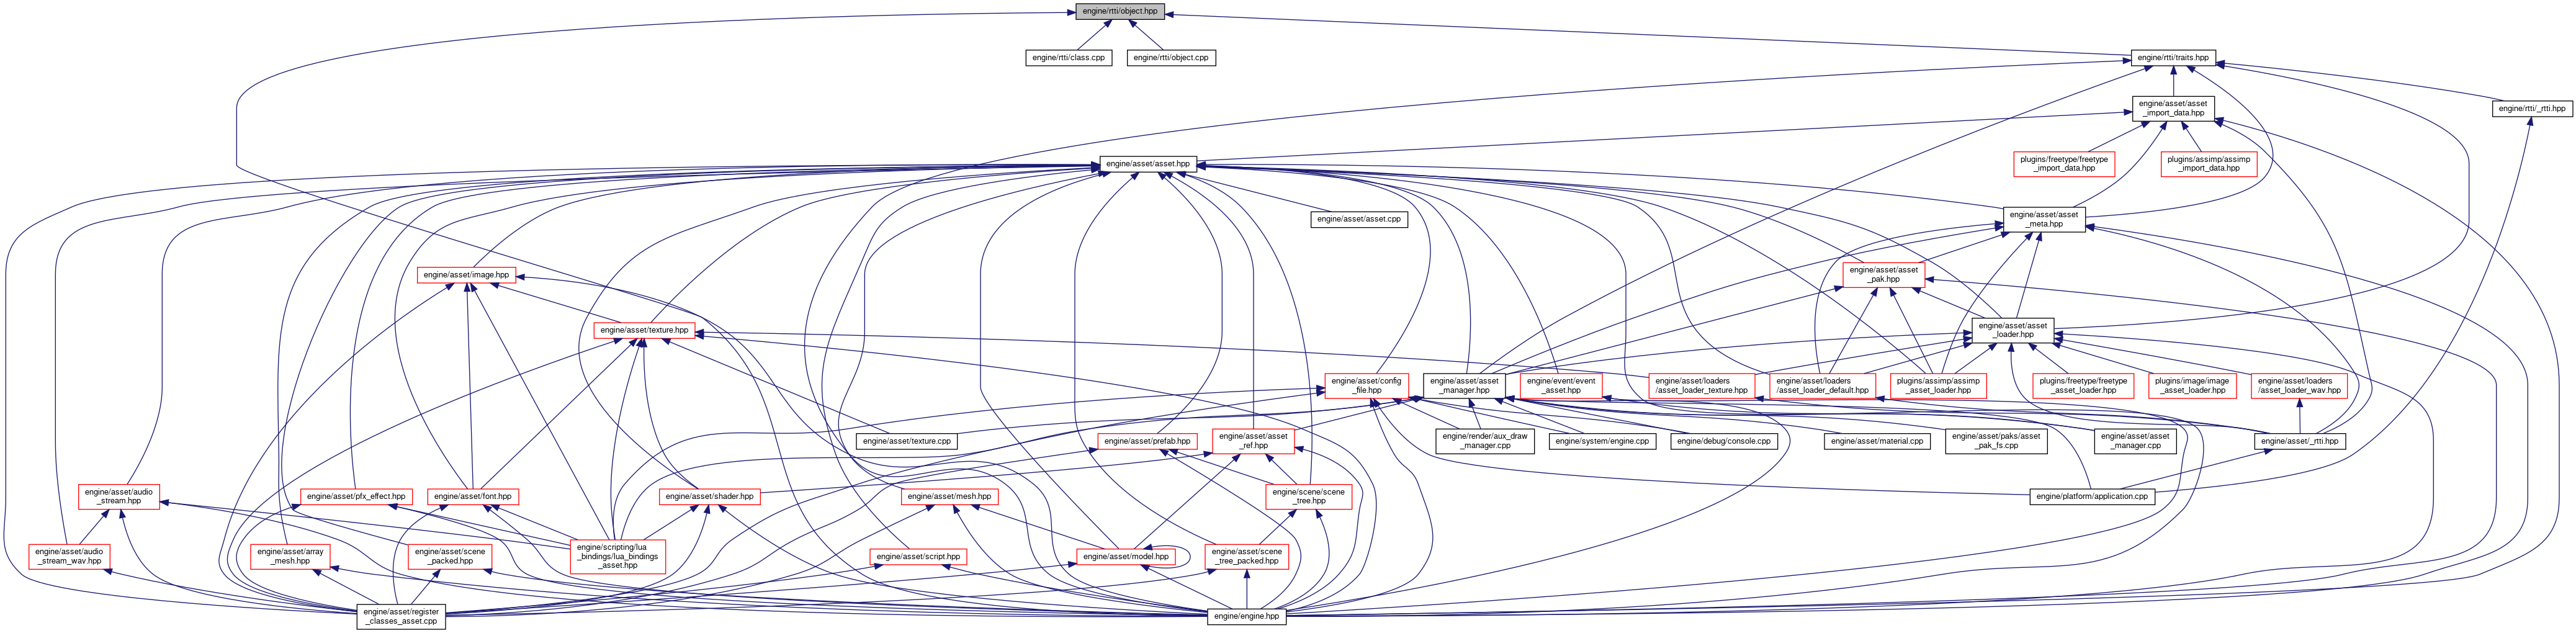 engine/rtti/object.hpp
engine/rtti/class.cpp
engine/rtti/object.cpp
engine/rtti/traits.hpp
engine/asset/asset
_import_data.hpp
engine/rtti/_rtti.hpp
engine/asset/asset.hpp
plugins/freetype/freetype
_import_data.hpp
plugins/assimp/assimp
_import_data.hpp
engine/asset/asset.cpp
engine/asset/asset
_meta.hpp
engine/asset/image.hpp
engine/asset/asset
_pak.hpp
engine/asset/texture.hpp
engine/asset/asset
_loader.hpp
engine/asset/config
_file.hpp
engine/asset/asset
_manager.hpp
engine/event/event
_asset.hpp
engine/asset/loaders
/asset_loader_texture.hpp
engine/asset/loaders
/asset_loader_default.hpp
plugins/assimp/assimp
_asset_loader.hpp
plugins/freetype/freetype
_asset_loader.hpp
plugins/image/image
_asset_loader.hpp
engine/asset/loaders
/asset_loader_wav.hpp
engine/asset/texture.cpp
engine/asset/prefab.hpp
engine/asset/asset
_ref.hpp
engine/render/aux_draw
_manager.cpp
engine/system/engine.cpp
engine/debug/console.cpp
engine/asset/material.cpp
engine/asset/paks/asset
_pak_fs.cpp
engine/asset/asset
_manager.cpp
engine/asset/_rtti.hpp
engine/asset/audio
_stream.hpp
engine/asset/pfx_effect.hpp
engine/asset/font.hpp
engine/asset/shader.hpp
engine/asset/mesh.hpp
engine/scene/scene
_tree.hpp
engine/platform/application.cpp
engine/asset/audio
_stream_wav.hpp
engine/asset/array
_mesh.hpp
engine/asset/scene
_packed.hpp
engine/scripting/lua
_bindings/lua_bindings
_asset.hpp
engine/asset/script.hpp
engine/asset/model.hpp
engine/asset/scene
_tree_packed.hpp
engine/asset/register
_classes_asset.cpp
engine/engine.hpp